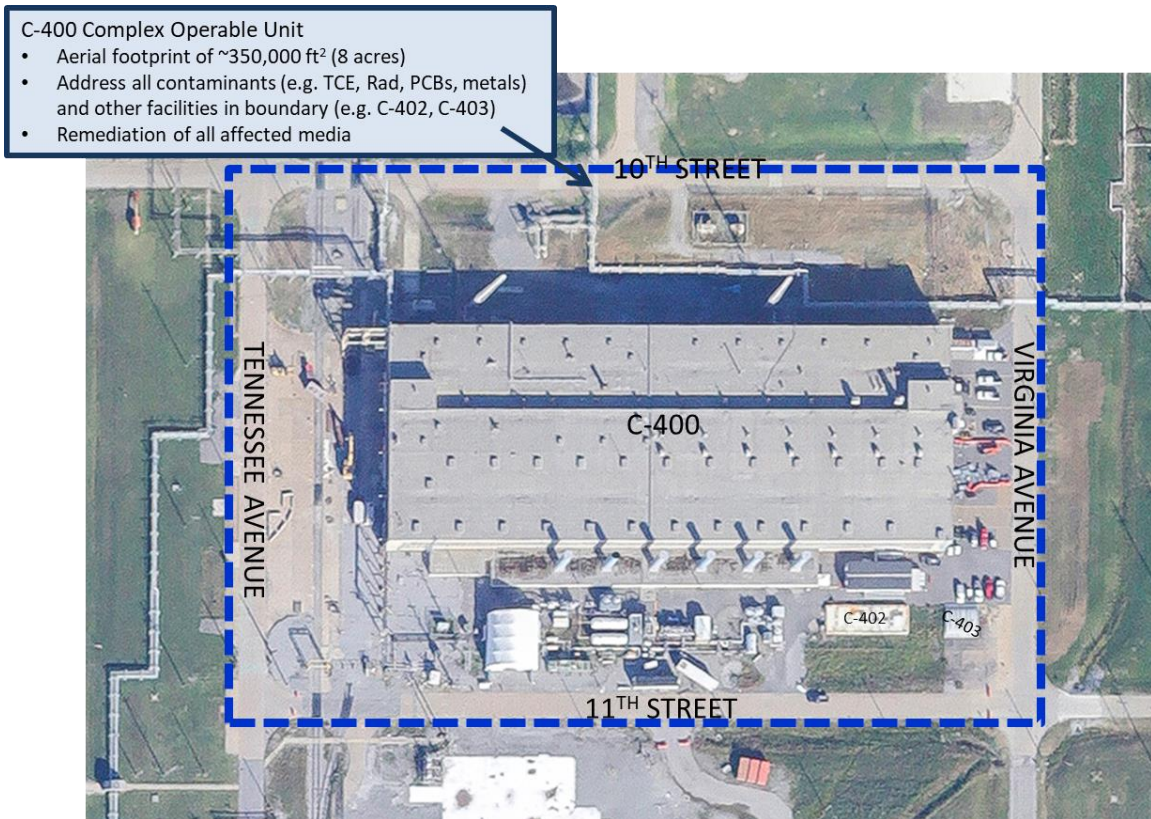 C-400 Complex Operable Unit
• Aerial footprint of ~350,000 ft² (8 acres)
• Address all contaminants (e.g. TCE, Rad, PCBs, metals)
and other facilities in boundary (e.g. C-402, C-403)
• Remediation of all affected media
10TH STREET
TENNESSEE AVENUE
C-400
VIRGINIA AVENUE
C-402
C-403
11TH STREET